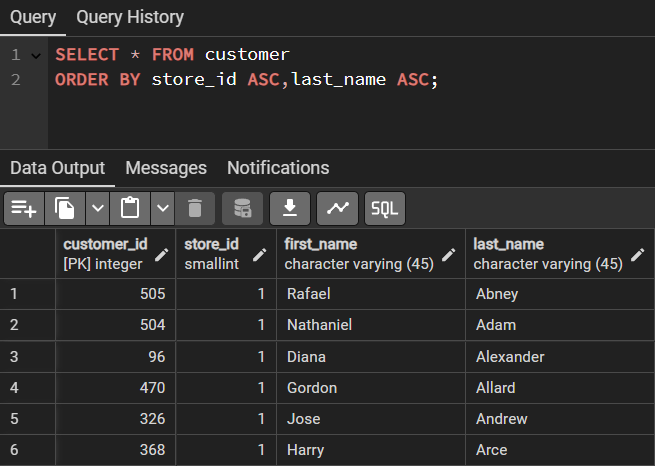 Query Query History
1 SELECT * FROM customer
2 ORDER BY store_id ASC,last_name ASC;
Data Output Messages Notifications
SQL
customer_id store_id first_name last_name
[PK] integer smallint character varying (45) character varying (45)
1 505 1 Rafael Abney
2 504 1 Nathaniel Adam
3 96 1 Diana Alexander
4 470 1 Gordon Allard
5 326 1 Jose Andrew
6 368 1 Harry Arce